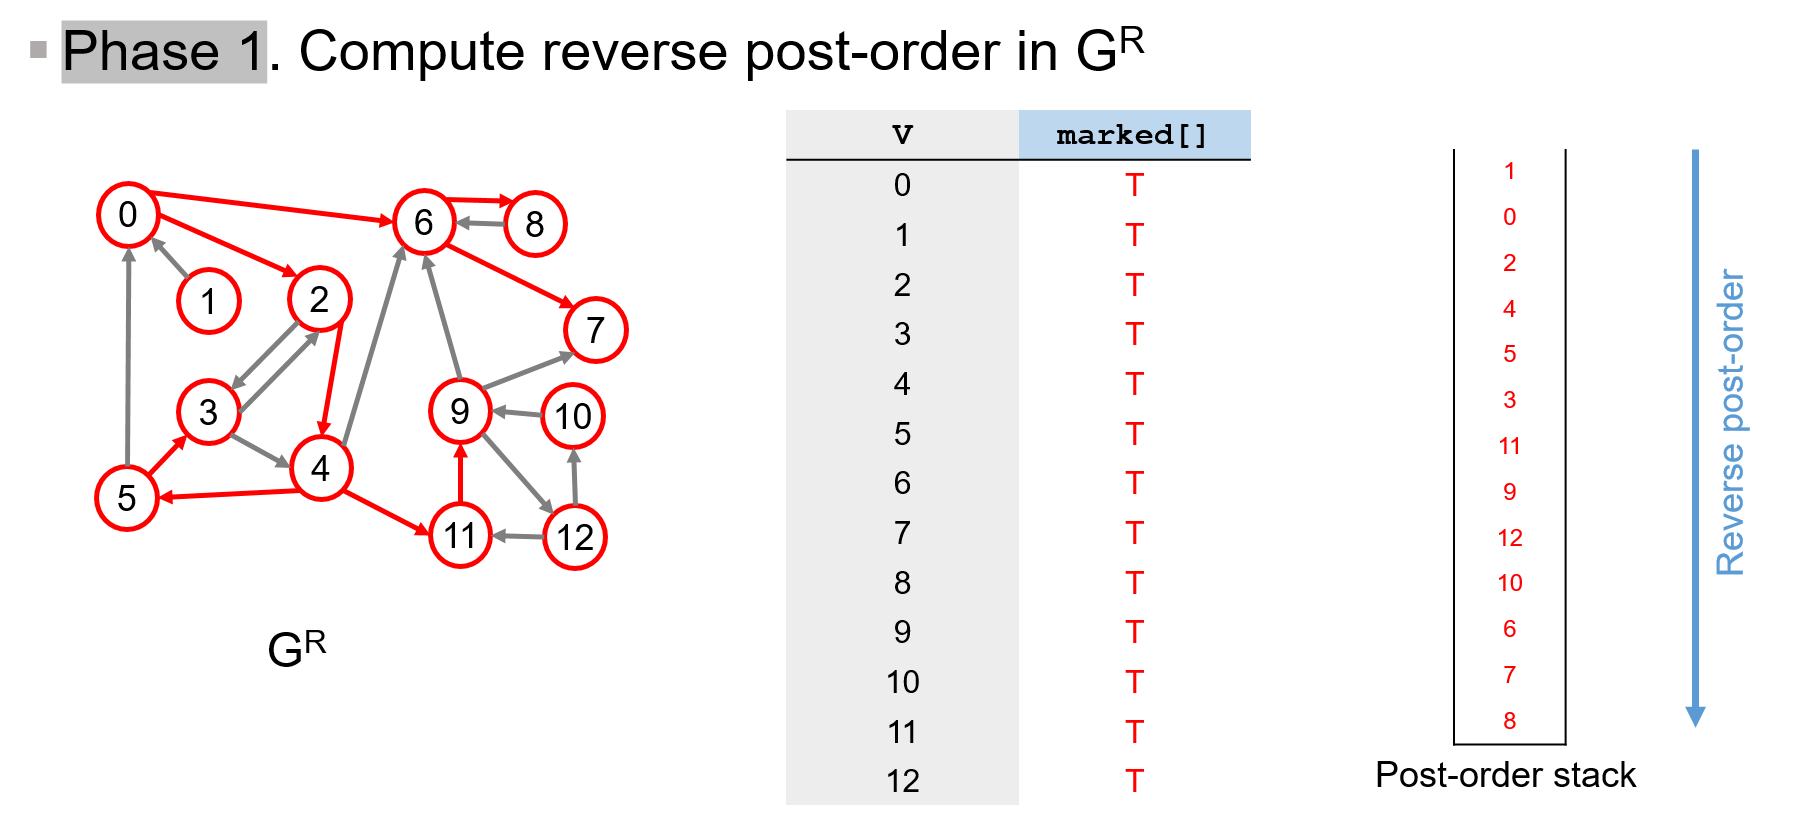 Phase 1. Compute reverse post-order in G^R
V marked[]
0 T
1 T
2 T
3 T
4 T
5 T
6 T
7 T
8 T
9 T
10 T
11 T
12 T
0
6
8
1
2
7
3
9
10
4
5
11
12
G^R
1
0
2
4
5
3
11
9
12
10
6
7
8
Post-order stack
Reverse post-order